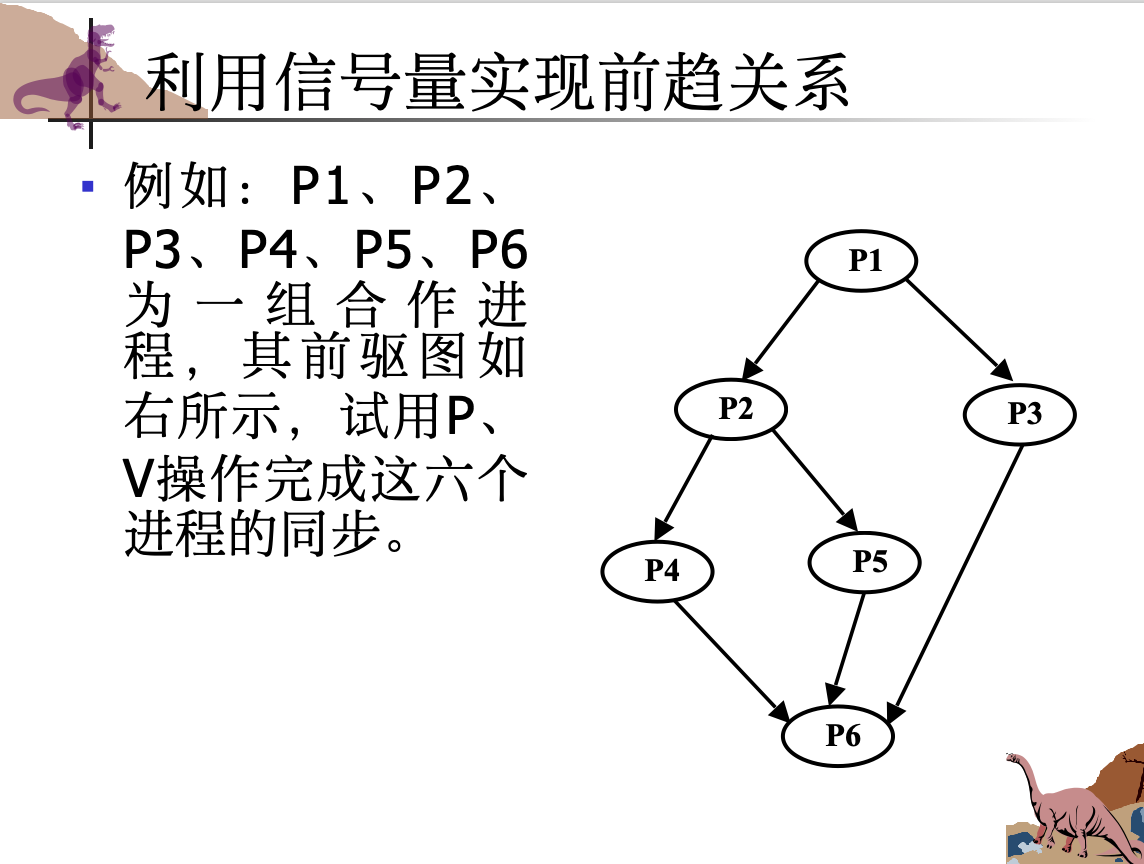 利用信号量实现前趋关系
例如：P1、P2、
P3、P4、P5、P6
为一组合作进
程，其前驱图如
右所示，试用P、
V操作完成这六个
进程的同步。
P1
P2
P3
P4
P5
P6